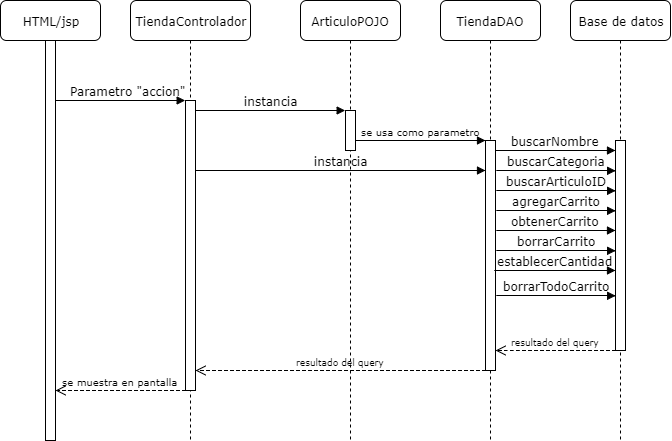 HTML/jsp
TiendaControlador
ArticuloPOJO
TiendaDAO
Base de datos
Parametro "accion"
instancia
se usa como parametro
buscarNombre
instancia
buscarCategoria
buscarArticuloID
agregarCarrito
obtenerCarrito
borrarCarrito
establecerCantidad
borrarTodoCarrito
resultado del query
resultado del query
se muestra en pantalla